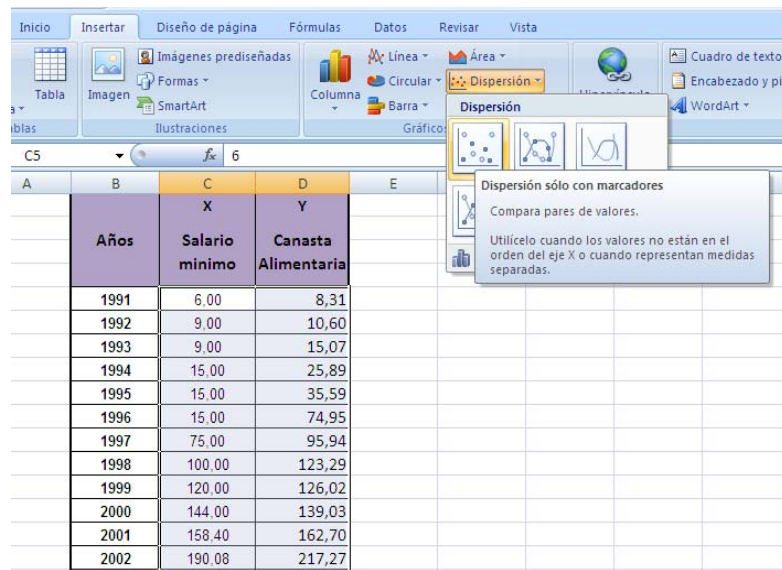 Inicio Insertar Diseño de página Fórmulas Datos Revisar Vista
Tabla
Imagen
Imágenes prediseñadas
Formas
SmartArt
Ilustraciones
Columna
Línea
Circular
Barra
Área
Dispersión
Cuadro de texto
WordArt
Dispersión
Dispersión sólo con marcadores
Compara pares de valores.
Utilícelo cuando los valores no están en el
orden del eje X o cuando representan medidas
separadas.
C5 fx 6
A B C D E
X Y
Años Salario Canasta
minimo Alimentaria
1991 6,00 8,31
1992 9,00 10,60
1993 9,00 15,07
1994 15,00 25,89
1995 15,00 35,59
1996 15,00 74,95
1997 75,00 95,94
1998 100,00 123,29
1999 120,00 126,02
2000 144,00 139,03
2001 158,40 162,70
2002 190,08 217,27